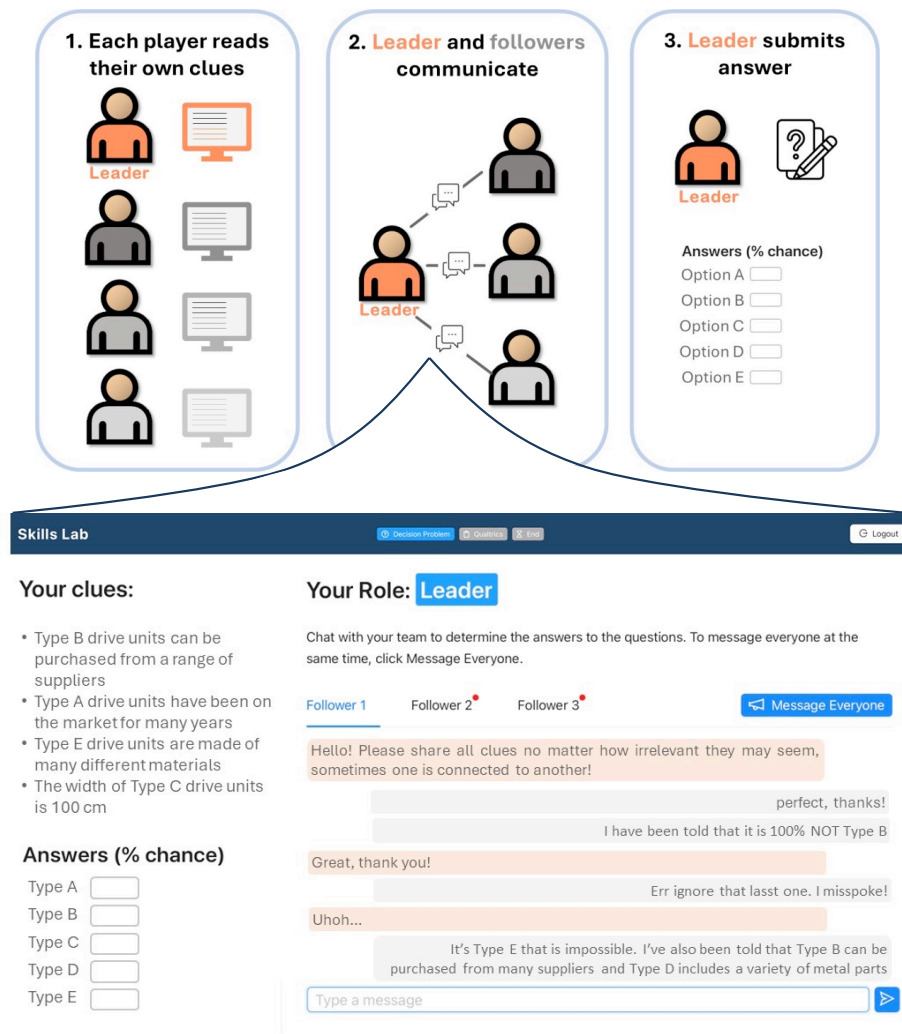 1. Each player reads
their own clues
Leader
2. Leader and followers
communicate
Leader
3. Leader submits
answer
?
Leader
Answers (% chance)
Option A
Option B
Option C
Option D
Option E
Skills Lab
Decision Problem
Qualtrics
End
Logout
Your clues:
• Type B drive units can be
purchased from a range of
suppliers
• Type A drive units have been on
the market for many years
• Type E drive units are made of
many different materials
• The width of Type C drive units
is 100 cm
Answers (% chance)
Type A
Type B
Type C
Type D
Type E
Your Role: Leader
Chat with your team to determine the answers to the questions. To message everyone at the
same time, click Message Everyone.
Follower 1
Follower 2
Follower 3
Message Everyone
Hello! Please share all clues no matter how irrelevant they may seem,
sometimes one is connected to another!
perfect, thanks!
I have been told that it is 100% NOT Type B
Great, thank you!
Err ignore that lasst one. I misspoke!
Uhoh...
It's Type E that is impossible. I've also been told that Type B can be
purchased from many suppliers and Type D includes a variety of metal parts
Type a message